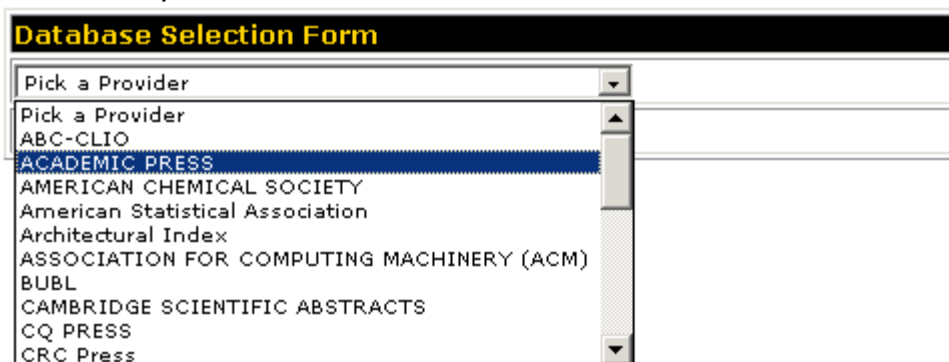 Database Selection Form
Pick a Provider
Pick a Provider
ABC-CLIO
ACADEMIC PRESS
AMERICAN CHEMICAL SOCIETY
American Statistical Association
Architectural Index
ASSOCIATION FOR COMPUTING MACHINERY (ACM)
BUBL
CAMBRIDGE SCIENTIFIC ABSTRACTS
CQ PRESS
CRC Press